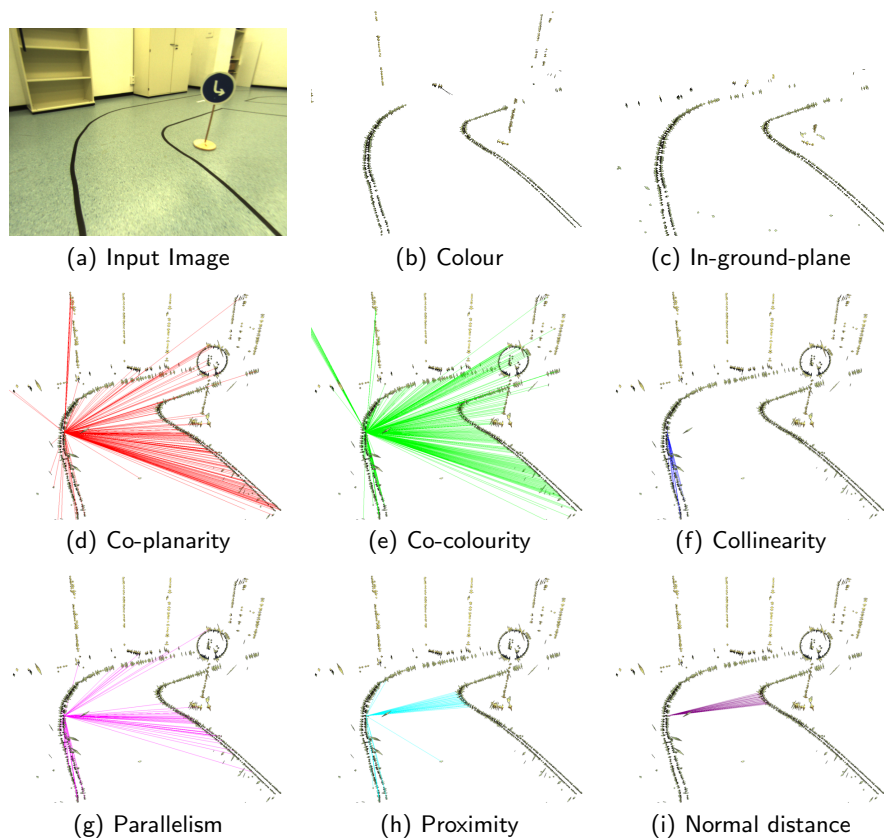 (a) Input Image
(b) Colour
(c) In-ground-plane
(d) Co-planarity
(e) Co-colourity
(f) Collinearity
(g) Parallelism
(h) Proximity
(i) Normal distance